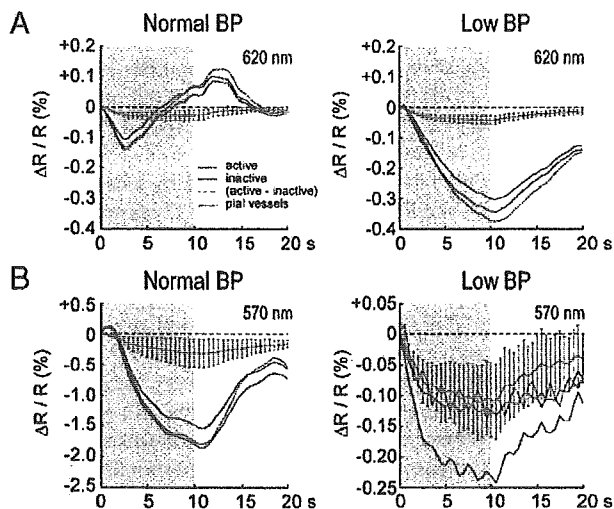 A
Normal BP
Low BP
620 nm
620 nm
ΔR / R (%)
+0.2
+0.1
0
-0.1
-0.2
-0.3
-0.4
active
inactive
(active - inactive)
pial vessels
0
5
10
15
20 s
ΔR / R (%)
+0.2
+0.1
0
-0.1
-0.2
-0.3
-0.4
0
5
10
15
20 s
B
Normal BP
Low BP
570 nm
570 nm
ΔR / R (%)
+0.5
0
-0.5
-1.0
-1.5
-2.0
-2.5
0
5
10
15
20 s
ΔR / R (%)
+0.05
0
-0.05
-0.10
-0.15
-0.20
-0.25
0
5
10
15
20 s